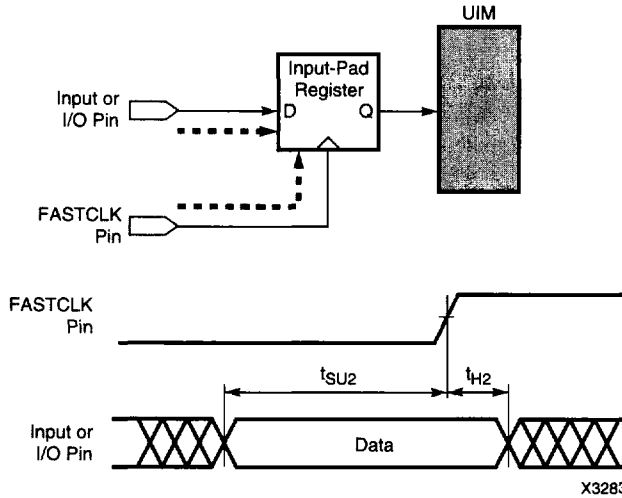 UIM
Input-Pad
Register
Input or
I/O Pin
D
Q
FASTCLK
Pin
FASTCLK
Pin
tSU2
tH2
Input or
I/O Pin
Data
X3283